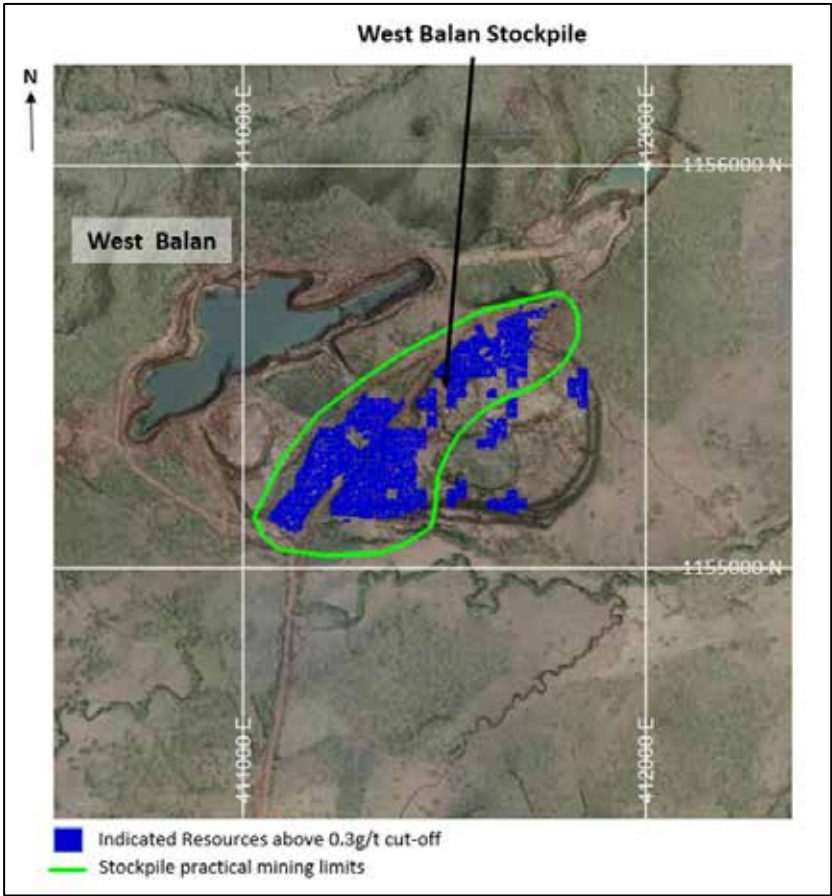 West Balan Stockpile
N
411000 E
412000 E
1156000 N
West Balan
1155000 N
411000 E
412000 E
Indicated Resources above 0.3g/t cut-off
Stockpile practical mining limits